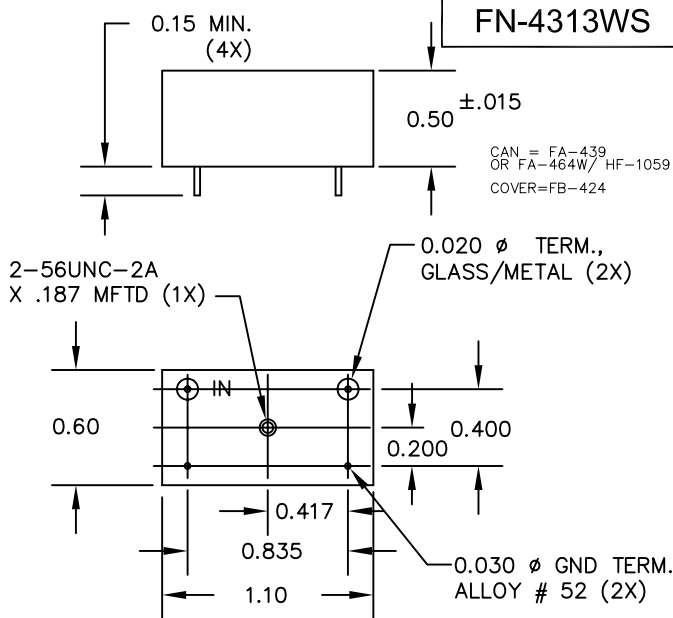 FN-4313WS
0.15 MIN.
(4X)
0.50 ±.015
CAN = FA-439
OR FA-464W/ HF-1059
COVER=FB-424
0.020 ø TERM.,
GLASS/METAL (2X)
2-56UNC-2A
X .187 MFTD (1X)
IN
0.60
0.400
0.200
0.417
0.835
1.10
0.030 ø GND TERM.
ALLOY # 52 (2X)